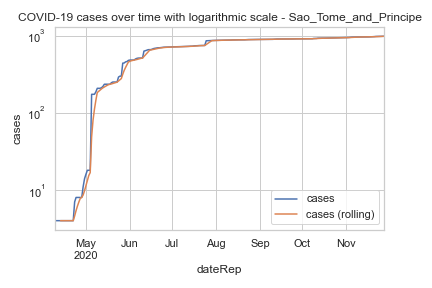 COVID-19 cases over time with logarithmic scale - Sao_Tome_and_Principe
10³
10²
10¹
cases
cases
cases (rolling)
May
2020
Jun
Jul
Aug
Sep
Oct
Nov
dateRep